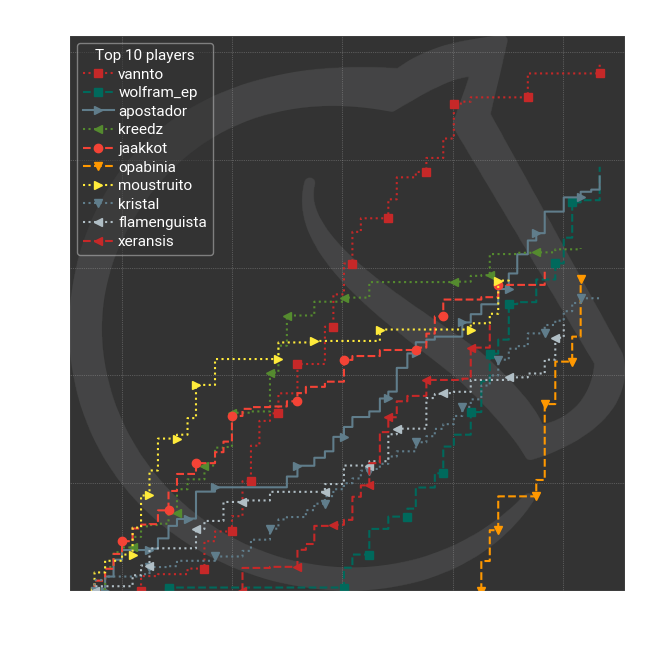 Top 10 players
vannto
wolfram_ep
apostador
kreedz
jaakkot
opabinia
moustruito
kristal
flamenguista
xeransis